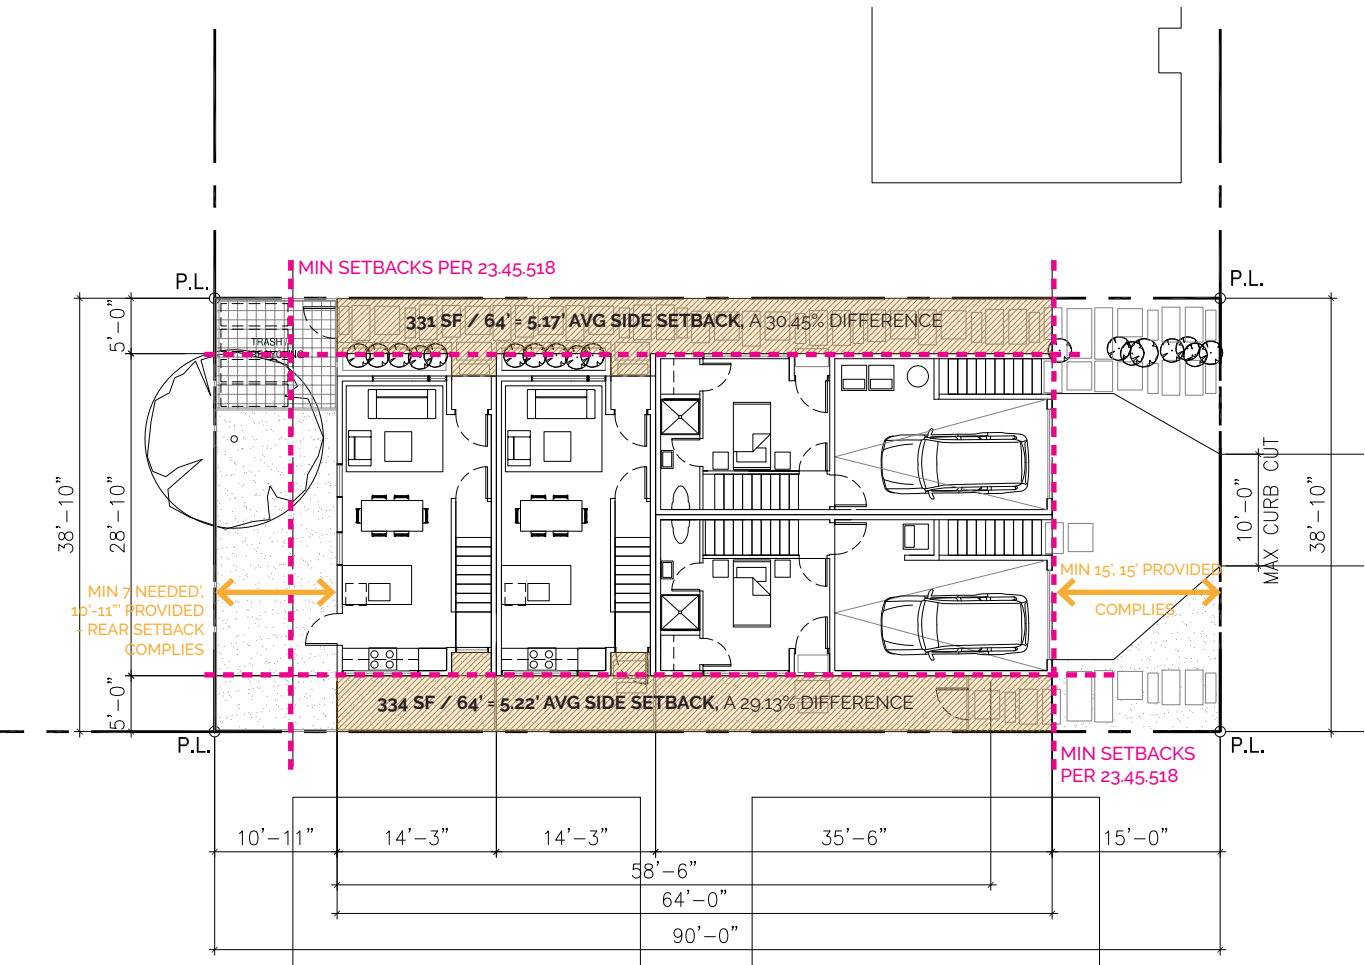 MIN SETBACKS PER 23.45.518
P.L.
P.L.
5'-0"
331 SF / 64' = 5.17' AVG SIDE SETBACK, A 30.45% DIFFERENCE
TRASH /
38'-10"
28'-10"
10'-0"
MAX CURB CUT
38'-10"
MIN 7 NEEDED',
10'-11"' PROVIDED
- REAR SETBACK
COMPLIES
MIN 15', 15' PROVIDED
COMPLIES
5'-0"
334 SF / 64' = 5.22' AVG SIDE SETBACK, A 29.13% DIFFERENCE
P.L.
P.L.
MIN SETBACKS
PER 23.45.518
10'-11"
14'-3"
14'-3"
35'-6"
15'-0"
58'-6"
64'-0"
90'-0"